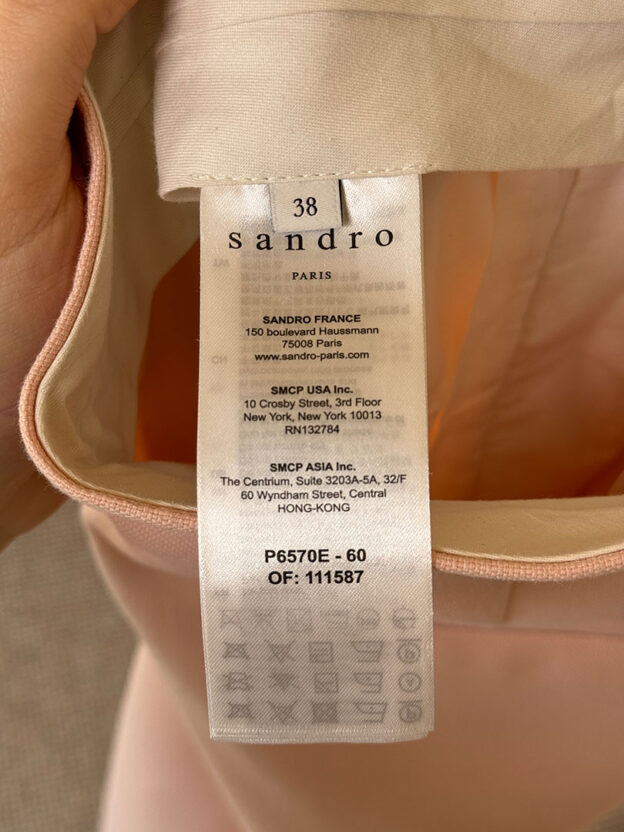 38
sandro
PARIS
SANDRO FRANCE
150 boulevard Haussmann
75008 Paris
www.sandro-paris.com
SMCP USA Inc.
10 Crosby Street, 3rd Floor
New York, New York 10013
RN132784
SMCP ASIA Inc.
The Centrium, Suite 3203A-5A, 32/F
60 Wyndham Street, Central
HONG-KONG
P6570E - 60
OF: 111587